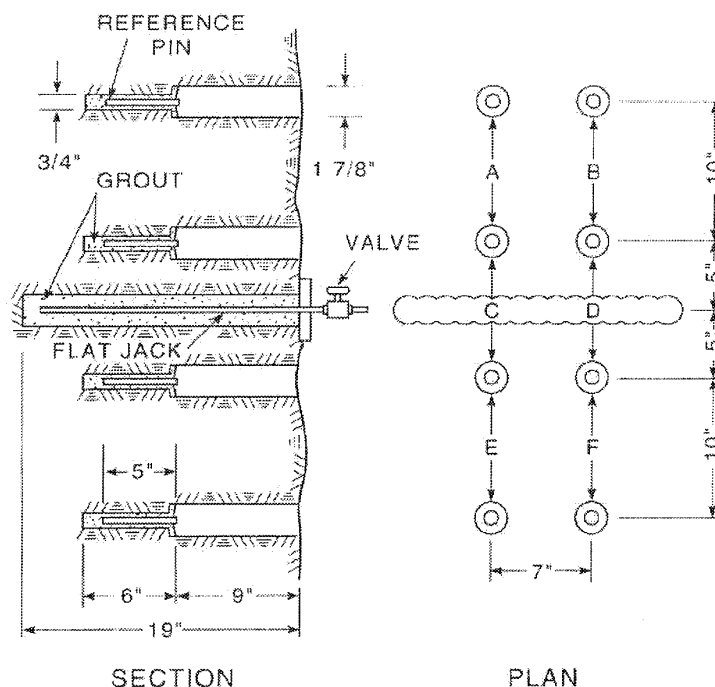 REFERENCE
PIN
3/4"
1 7/8"
GROUT
VALVE
FLAT JACK
5"
6"
9"
19"
SECTION
A
B
10"
5"
C
D
5"
E
F
10"
7"
PLAN